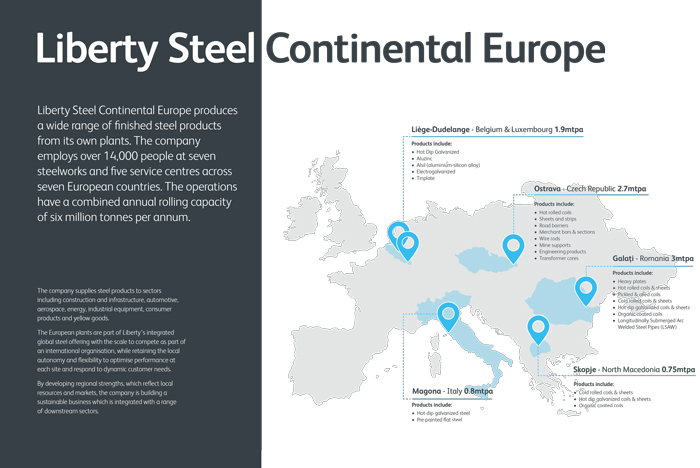 Liberty Steel Continental Europe
Liberty Steel Continental Europe produces
a wide range of finished steel products
from its own plants. The company
employs over 14,000 people at seven
steelworks and five service centres across
seven European countries. The operations
have a combined annual rolling capacity
of six million tonnes per annum.
The company supplies steel products to sectors
including construction and infrastructure, automotive,
aerospace, energy, industrial equipment, consumer
products and yellow goods.
The European plants are part of Liberty's integrated
global steel offering with the scale to compete as part of
an international organisation, while retaining the local
autonomy and flexibility to optimise performance at
each site and respond to dynamic customer needs.
By developing regional strengths, which reflect local
resources and markets, the company is building a
sustainable business which is integrated with a range
of downstream sectors.
Liège-Dudelange - Belgium & Luxembourg 1.9mtpa
Products include:
• Hot Dip Galvanized
• Aluzinc
• Alsil (aluminium-silicon alloy)
• Electrogalvanized
• Tinplate
Ostrava - Czech Republic 2.7mtpa
Products include:
• Hot rolled coils
• Sheets and strips
• Road barriers
• Merchant bars & sections
• Wire rods
• Mine supports
• Engineering products
• Transformer cores
Galați - Romania 3mtpa
Products include:
• Heavy plates
• Hot rolled coils & sheets
• Pickled & oiled coils
• Cold rolled coils & sheets
• Hot dip galvanized coils & sheets
• Organic coated coils
• Longitudinally Submerged Arc
Welded Steel Pipes (LSAW)
Skopje - North Macedonia 0.75mtpa
Products include:
• Cold rolled coils & sheets
• Hot dip galvanized coils & sheets
• Organic coated coils
Magona - Italy 0.8mtpa
Products include:
• Hot-dip galvanized steel
• Pre painted flat steel